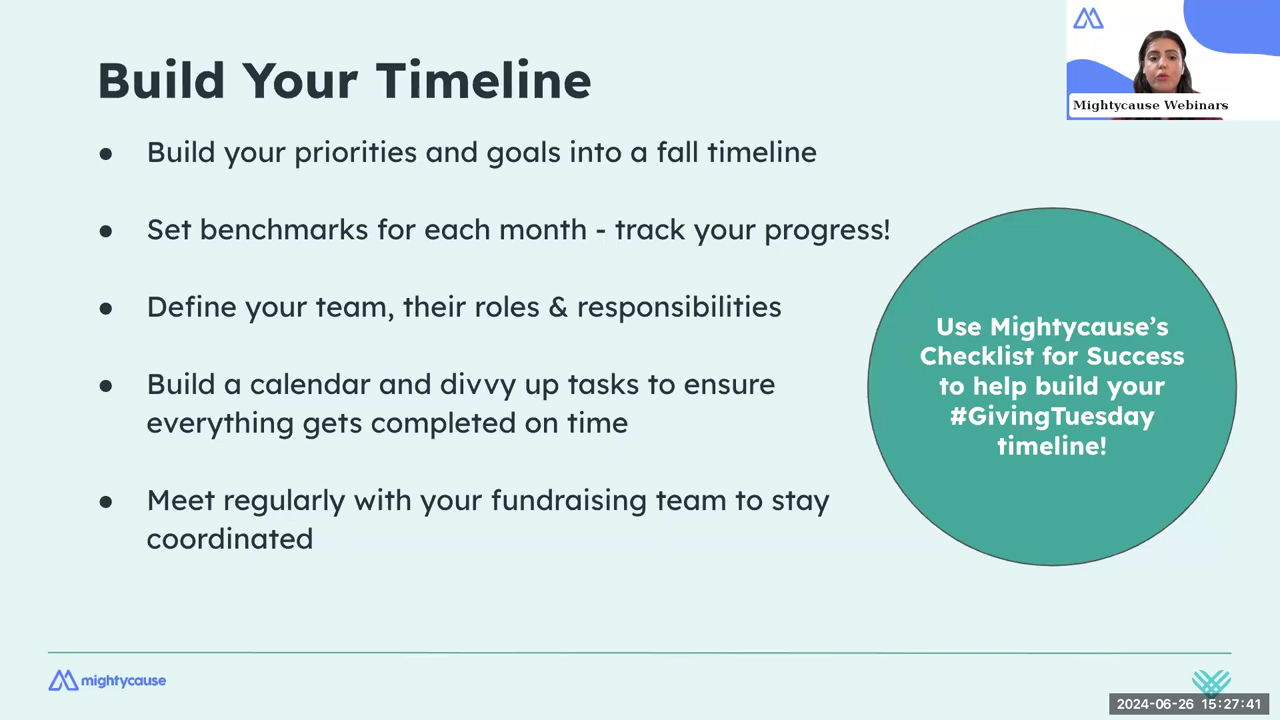 Build Your Timeline
Mightycause Webinars
● Build your priorities and goals into a fall timeline
● Set benchmarks for each month - track your progress!
● Define your team, their roles & responsibilities
● Build a calendar and divvy up tasks to ensure
everything gets completed on time
● Meet regularly with your fundraising team to stay
coordinated
Use Mightycause’s
Checklist for Success
to help build your
#GivingTuesday
timeline!
mightycause
2024-06-26 15:27:41